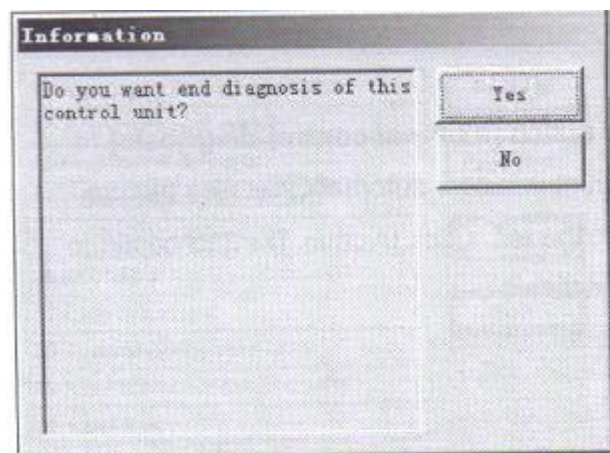 Information
Do you want end diagnosis of this
control unit?
Yes
No